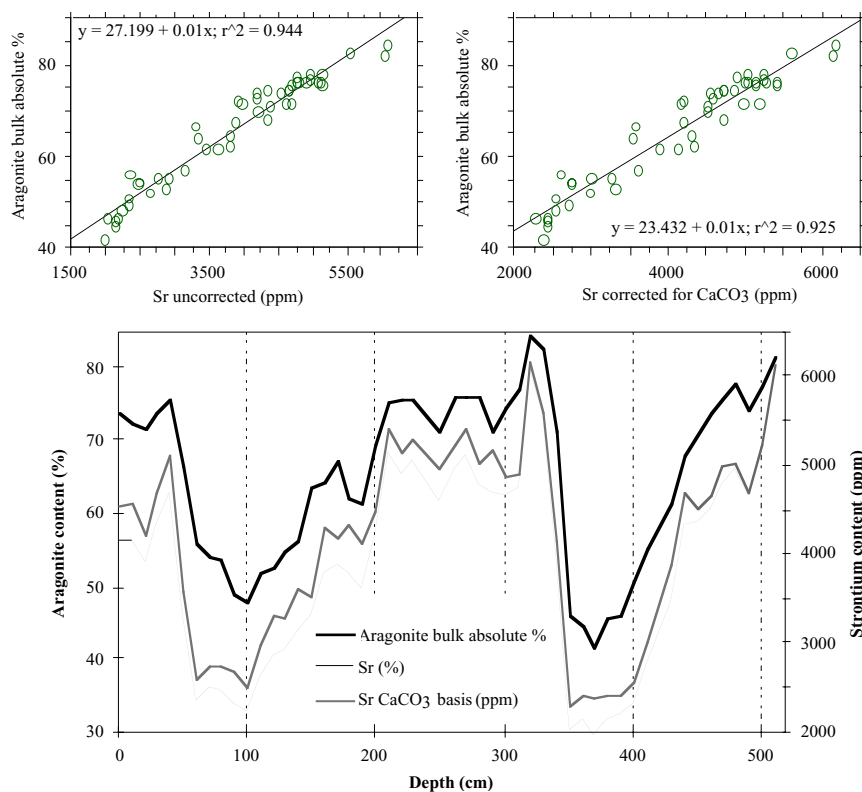 y = 27.199 + 0.01x; r^2 = 0.944
Aragonite bulk absolute %
80
60
40
1500
3500
5500
Sr uncorrected (ppm)
Aragonite bulk absolute %
80
60
40
y = 23.432 + 0.01x; r^2 = 0.925
2000
4000
6000
Sr corrected for CaCO3 (ppm)
Aragonite content (%)
80
70
60
50
40
30
6000
5000
4000
3000
2000
Strontium content (ppm)
Aragonite bulk absolute %
Sr (%)
Sr CaCO3 basis (ppm)
0
100
200
300
400
500
Depth (cm)